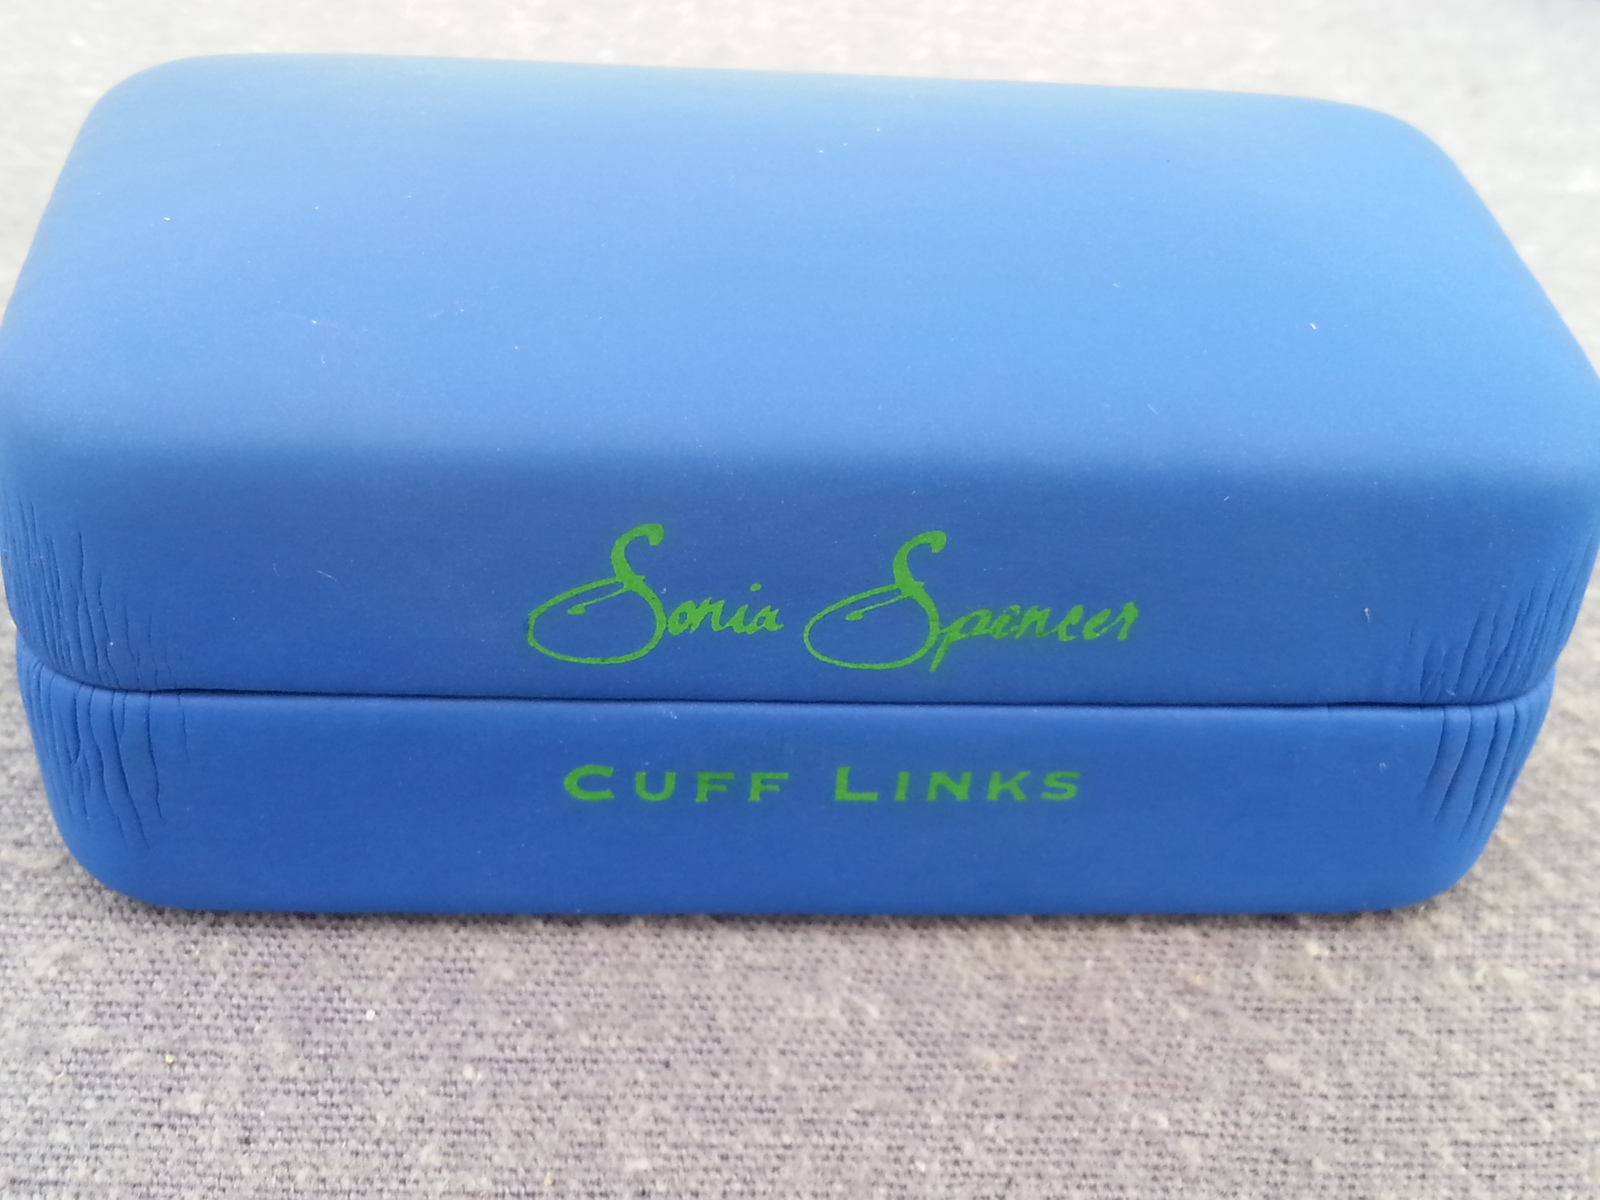 Sonia Spencer
CUFF LINKS